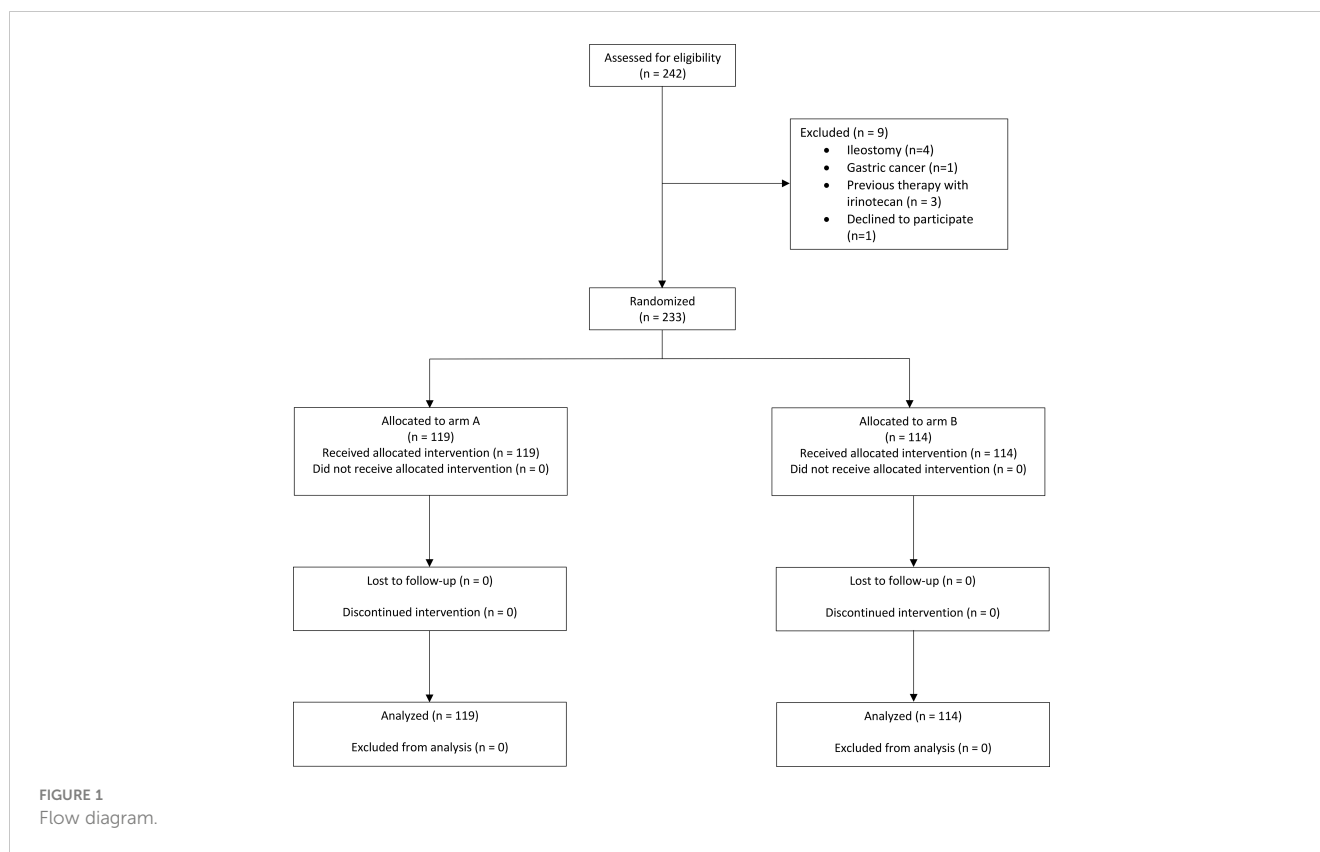 Assessed for eligibility
(n = 242)
Excluded (n = 9)
• Ileostomy (n=4)
• Gastric cancer (n=1)
• Previous therapy with
irinotecan (n = 3)
• Declined to participate
(n=1)
Randomized
(n = 233)
Allocated to arm A
(n = 119)
Received allocated intervention (n = 119)
Did not receive allocated intervention (n = 0)
Allocated to arm B
(n = 114)
Received allocated intervention (n = 114)
Did not receive allocated intervention (n = 0)
Lost to follow-up (n = 0)
Discontinued intervention (n = 0)
Lost to follow-up (n = 0)
Discontinued intervention (n = 0)
Analyzed (n = 119)
Excluded from analysis (n = 0)
Analyzed (n = 114)
Excluded from analysis (n = 0)
FIGURE 1
Flow diagram.